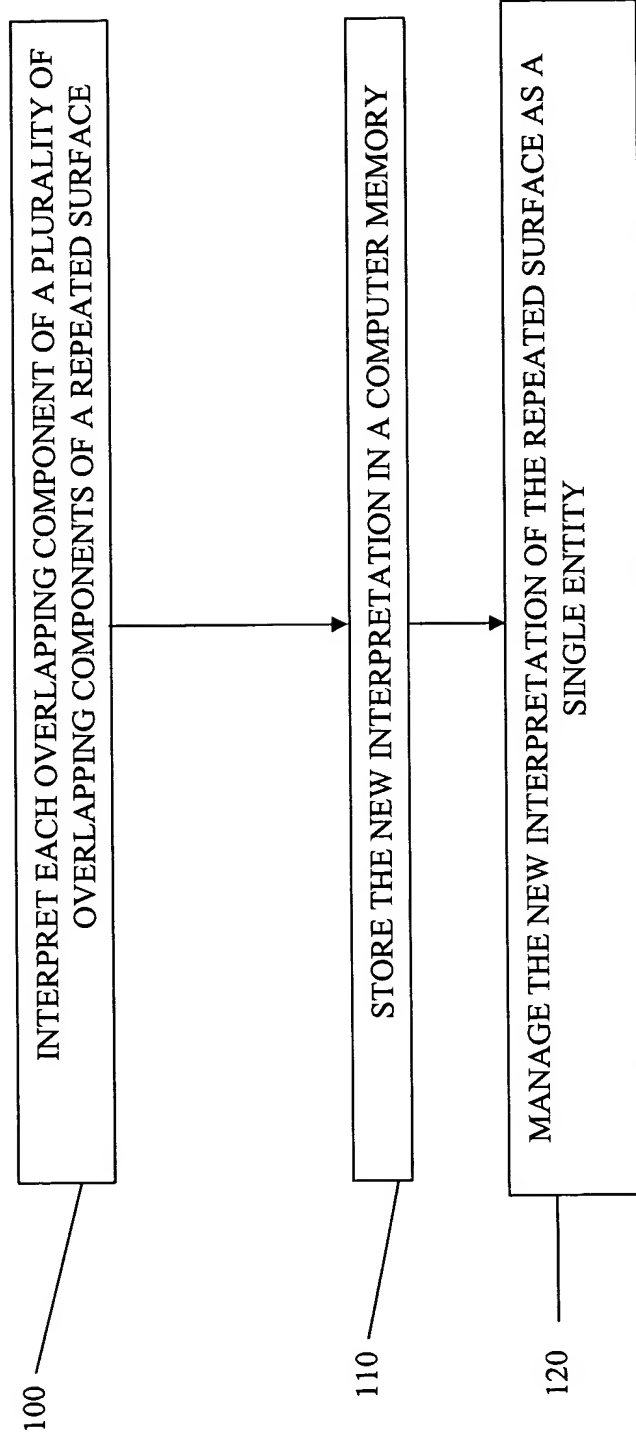 100
INTERPRET EACH OVERLAPPING COMPONENT OF A PLURALITY OF
OVERLAPPING COMPONENTS OF A REPEATED SURFACE
110
STORE THE NEW INTERPRETATION IN A COMPUTER MEMORY
120
MANAGE THE NEW INTERPRETATION OF THE REPEATED SURFACE AS A
SINGLE ENTITY